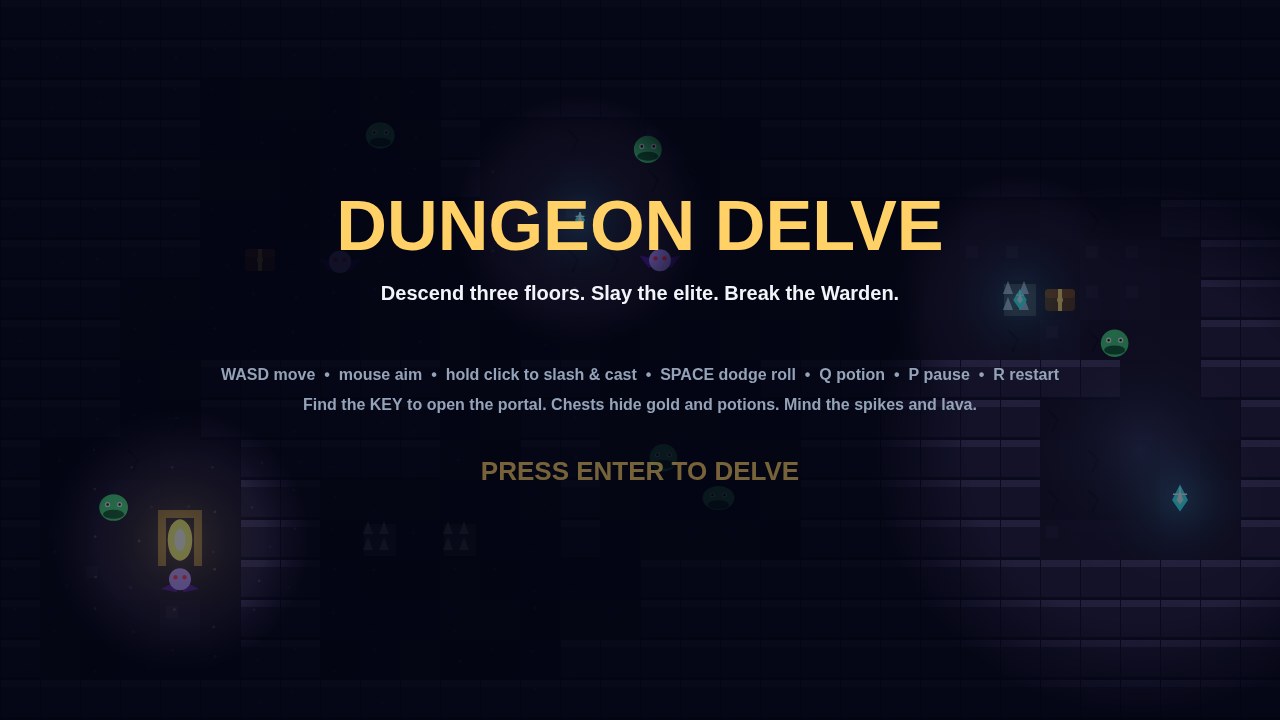 DUNGEON DELVE
Descend three floors. Slay the elite. Break the Warden.
WASD move • mouse aim • hold click to slash & cast • SPACE dodge roll • Q potion • P pause • R restart
Find the KEY to open the portal. Chests hide gold and potions. Mind the spikes and lava.
PRESS ENTER TO DELVE